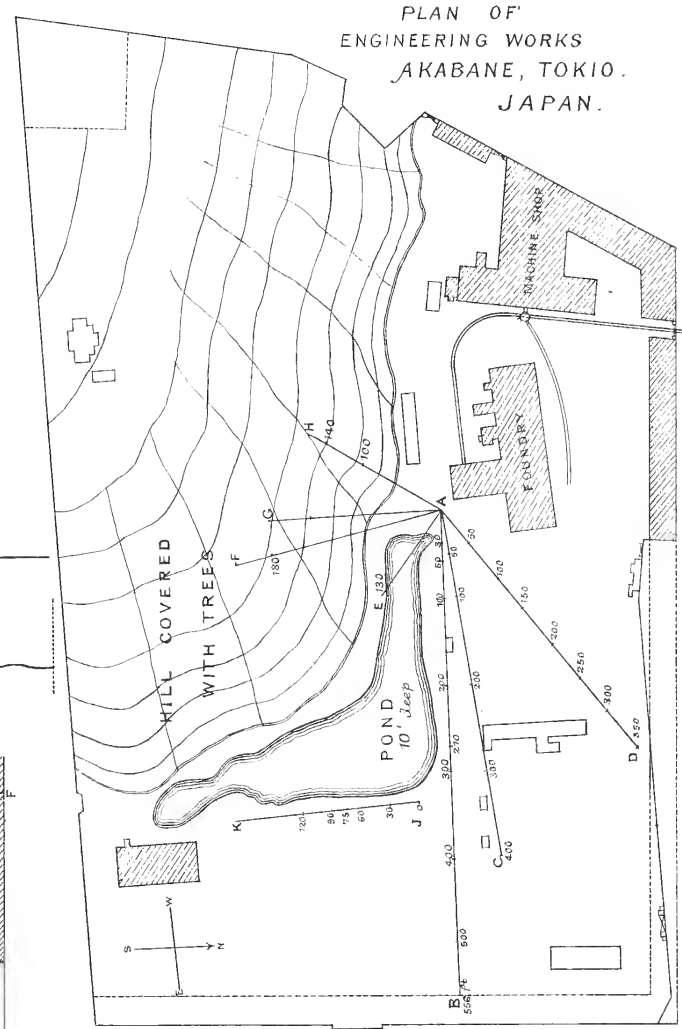 PLAN OF
ENGINEERING WORKS
AKABANE, TOKIO.
JAPAN.
MACHINE SHOP
FOUNDRY
HILL COVERED
WITH TREES
POND
10' deep
H
140
100
G
F
180
E
130
A
30
50
100
200
270
300
400
500
556 Ft
B
50
100
200
300
400
C
50
100
150
200
250
300
350
D
K
120
90
75
60
30
0
J
S
W
N
E
F